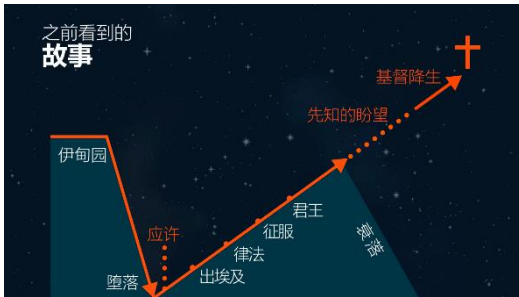 之前看到的
故事
伊甸园
堕落
应许
出埃及
律法
征服
君王
衰落
先知的盼望
基督降生